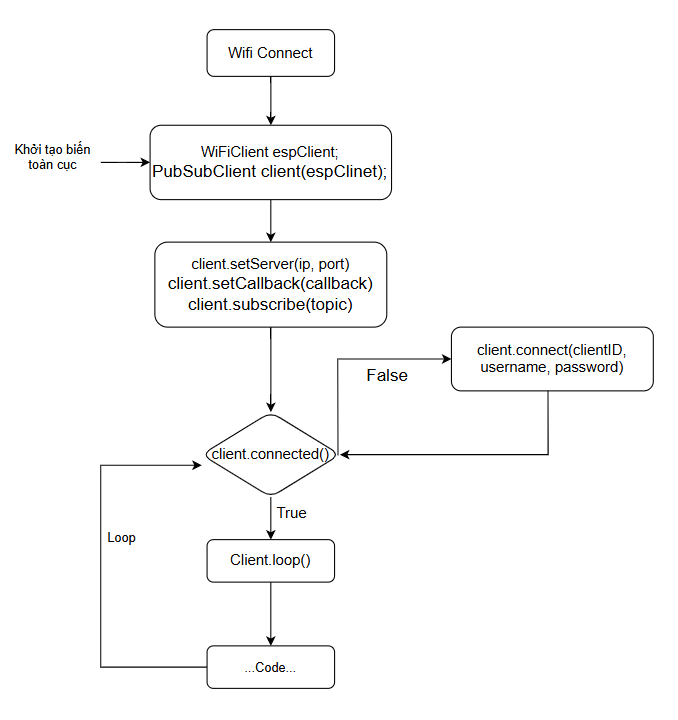 Wifi Connect
Khởi tạo biến
toàn cục
WiFiClient espClient;
PubSubClient client(espClinet);
client.setServer(ip, port)
client.setCallback(callback)
client.subscribe(topic)
client.connect(clientID,
username, password)
False
client.connected()
True
Loop
Client.loop()
...Code...